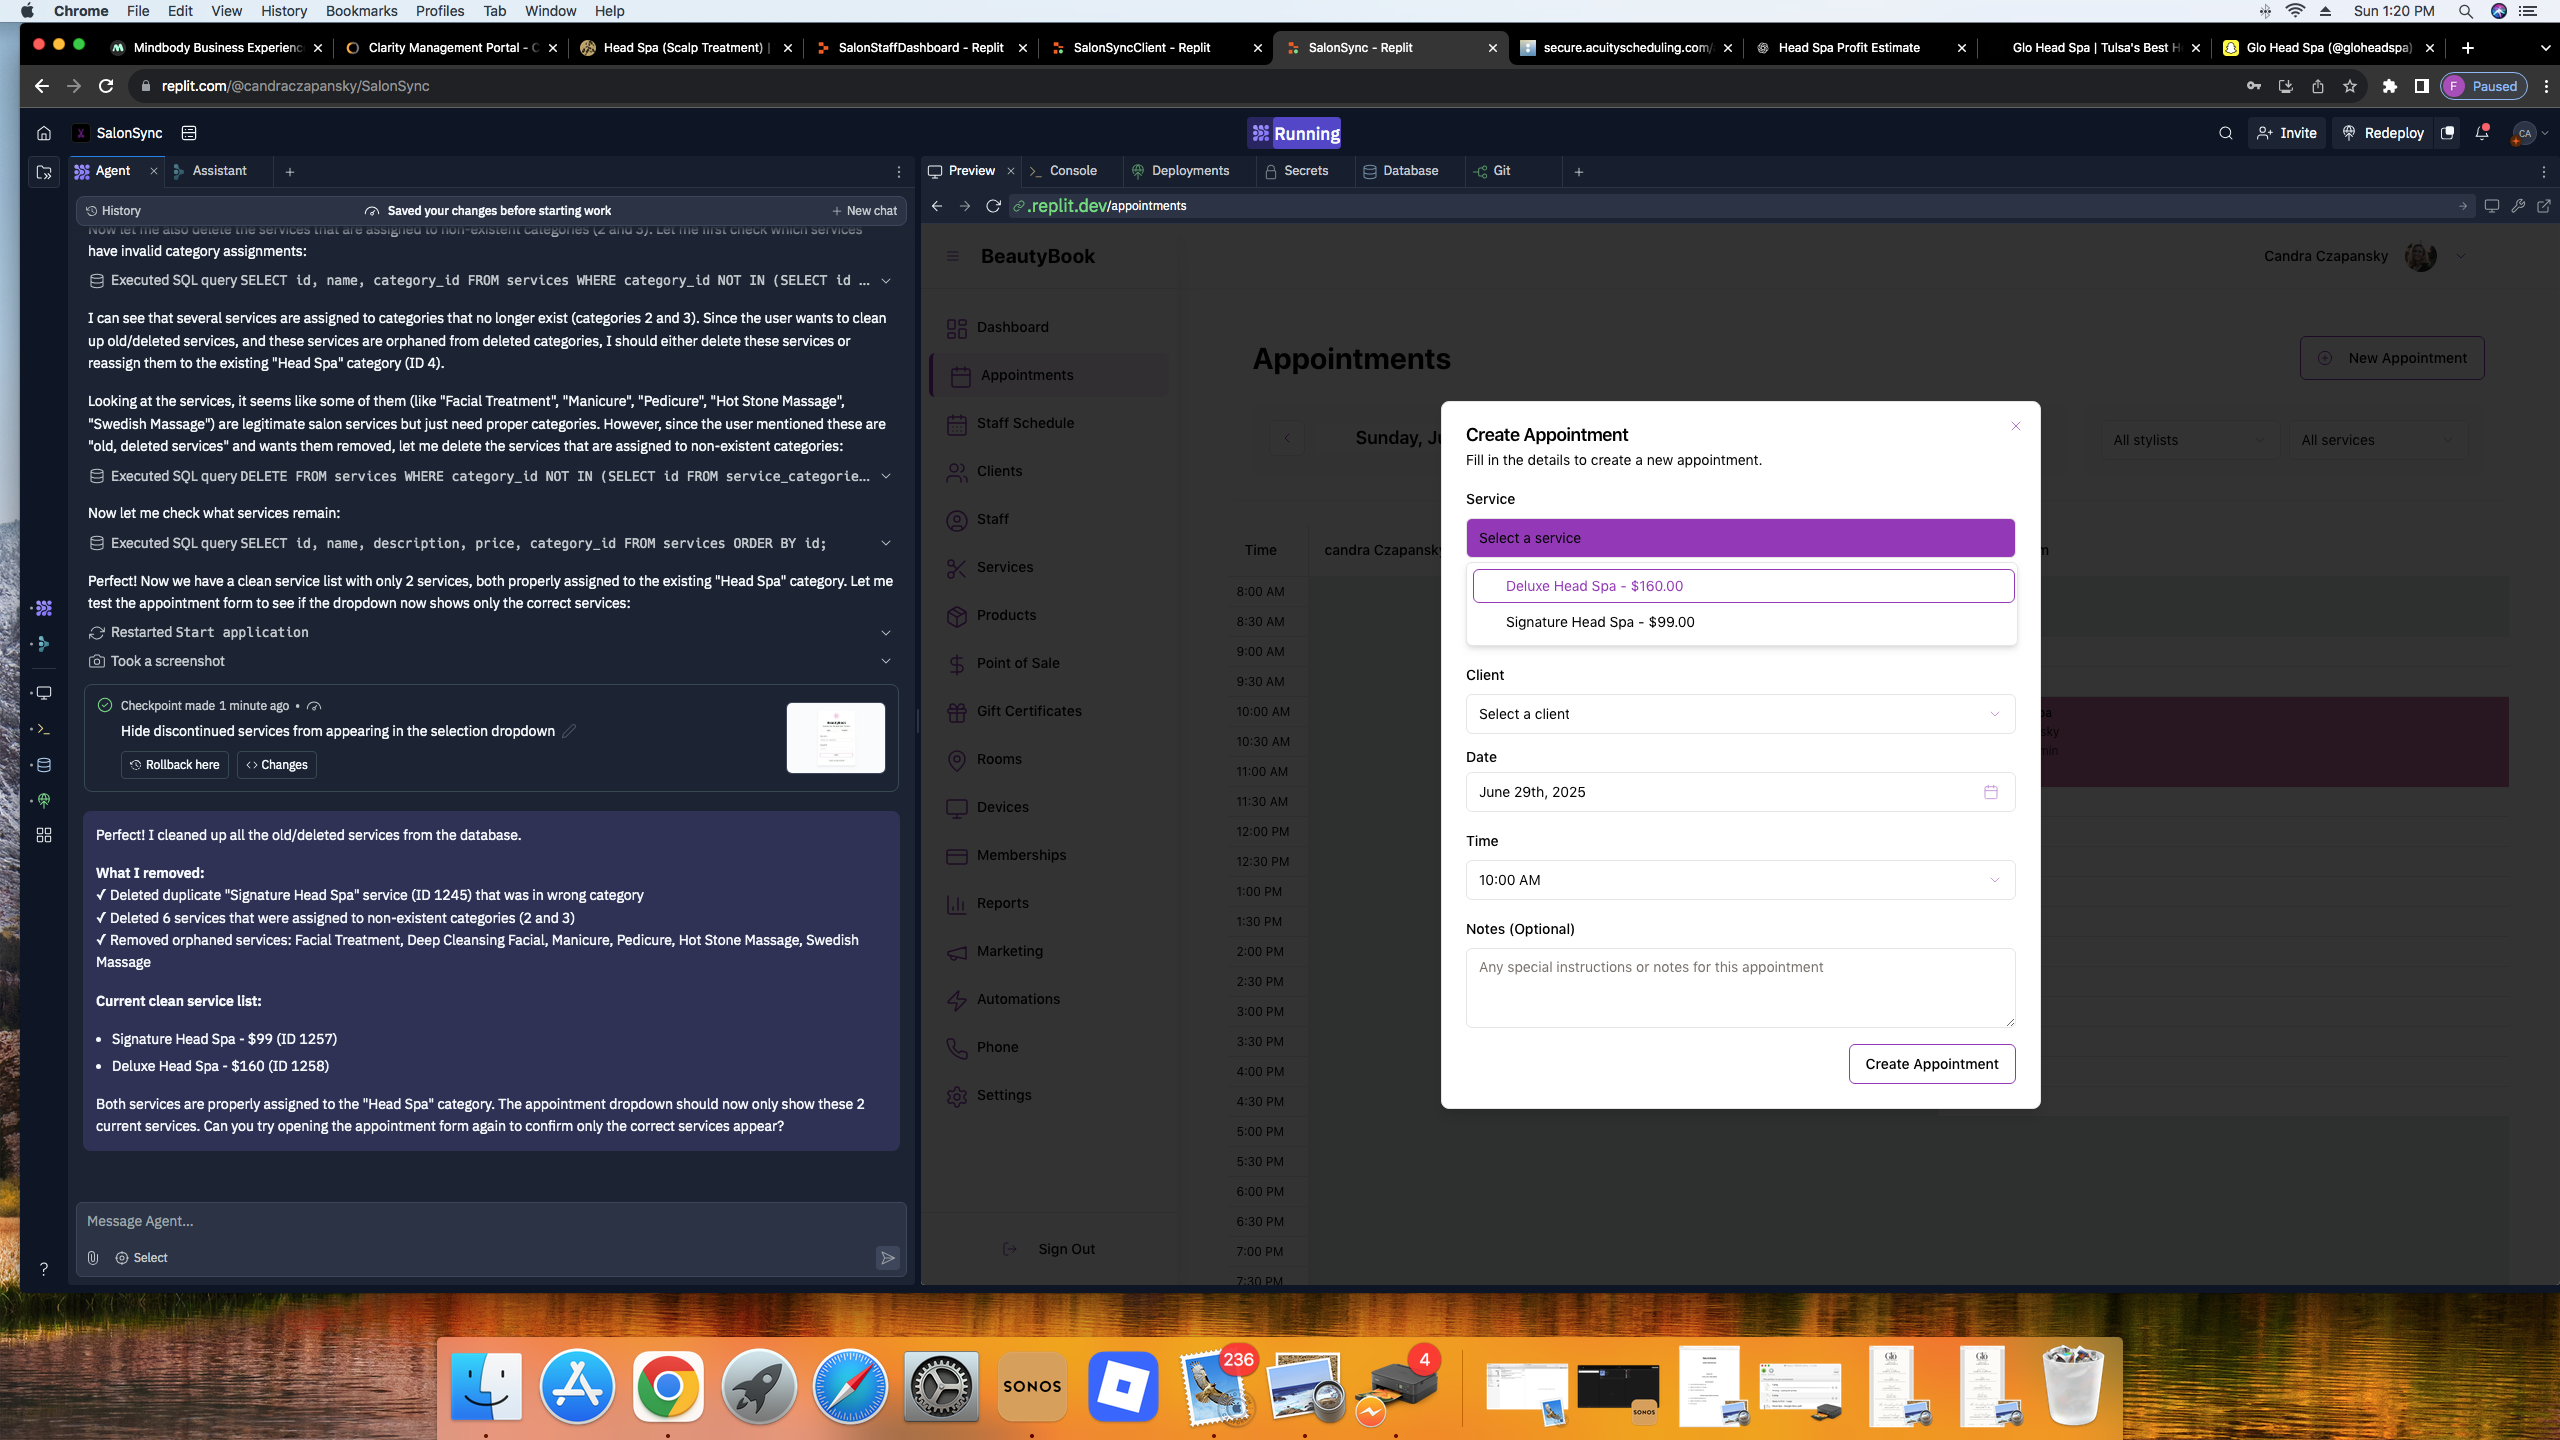 Chrome File Edit View History Bookmarks Profiles Tab Window Help
Sun 1:20 PM
Mindbody Business Experienc
Clarity Management Portal - C
Head Spa (Scalp Treatment) |
SalonStaffDashboard - Replit
SalonSyncClient - Replit
SalonSync - Replit
secure.acuityscheduling.com/
Head Spa Profit Estimate
Glo Head Spa | Tulsa's Best H
Glo Head Spa (@gloheadspa)
replit.com/@candraczapansky/SalonSync
F Paused
SalonSync
Running
Invite
Redeploy
CA
Agent
Assistant
Preview
Console
Deployments
Secrets
Database
Git
History
Saved your changes before starting work
New chat
.replit.dev/appointments
Now let me also delete the services that are assigned to non-existent categories (2 and 3). Let me first check which services
have invalid category assignments:
Executed SQL query SELECT id, name, category_id FROM services WHERE category_id NOT IN (SELECT id ...
I can see that several services are assigned to categories that no longer exist (categories 2 and 3). Since the user wants to clean
up old/deleted services, and these services are orphaned from deleted categories, I should either delete these services or
reassign them to the existing "Head Spa" category (ID 4).
Looking at the services, it seems like some of them (like "Facial Treatment", "Manicure", "Pedicure", "Hot Stone Massage",
"Swedish Massage") are legitimate salon services but just need proper categories. However, since the user mentioned these are
"old, deleted services" and wants them removed, let me delete the services that are assigned to non-existent categories:
Executed SQL query DELETE FROM services WHERE category_id NOT IN (SELECT id FROM service_categorie...
Now let me check what services remain:
Executed SQL query SELECT id, name, description, price, category_id FROM services ORDER BY id;
Perfect! Now we have a clean service list with only 2 services, both properly assigned to the existing "Head Spa" category. Let me
test the appointment form to see if the dropdown now shows only the correct services:
Restarted Start application
Took a screenshot
Checkpoint made 1 minute ago •
Hide discontinued services from appearing in the selection dropdown
Rollback here
Changes
Perfect! I cleaned up all the old/deleted services from the database.
What I removed:
✓ Deleted duplicate "Signature Head Spa" service (ID 1245) that was in wrong category
✓ Deleted 6 services that were assigned to non-existent categories (2 and 3)
✓ Removed orphaned services: Facial Treatment, Deep Cleansing Facial, Manicure, Pedicure, Hot Stone Massage, Swedish
Massage
Current clean service list:
• Signature Head Spa - $99 (ID 1257)
• Deluxe Head Spa - $160 (ID 1258)
Both services are properly assigned to the "Head Spa" category. The appointment dropdown should now only show these 2
current services. Can you try opening the appointment form again to confirm only the correct services appear?
Message Agent...
Select
?
BeautyBook
Candra Czapansky
Dashboard
Appointments
Staff Schedule
Clients
Staff
Services
Products
Point of Sale
Gift Certificates
Rooms
Devices
Memberships
Reports
Marketing
Automations
Phone
Settings
Sign Out
Appointments
New Appointment
Sunday, Ju
All stylists
All services
Time
candra Czapansk
m
8:00 AM
8:30 AM
9:00 AM
9:30 AM
10:00 AM
10:30 AM
11:00 AM
11:30 AM
12:00 PM
12:30 PM
1:00 PM
1:30 PM
2:00 PM
2:30 PM
3:00 PM
3:30 PM
4:00 PM
4:30 PM
5:00 PM
5:30 PM
6:00 PM
6:30 PM
7:00 PM
7:30 PM
pa
sky
min
Create Appointment
Fill in the details to create a new appointment.
Service
Select a service
Deluxe Head Spa - $160.00
Signature Head Spa - $99.00
Client
Select a client
Date
June 29th, 2025
Time
10:00 AM
Notes (Optional)
Any special instructions or notes for this appointment
Create Appointment
SONOS
236
4
SONOS
Glō
Glō